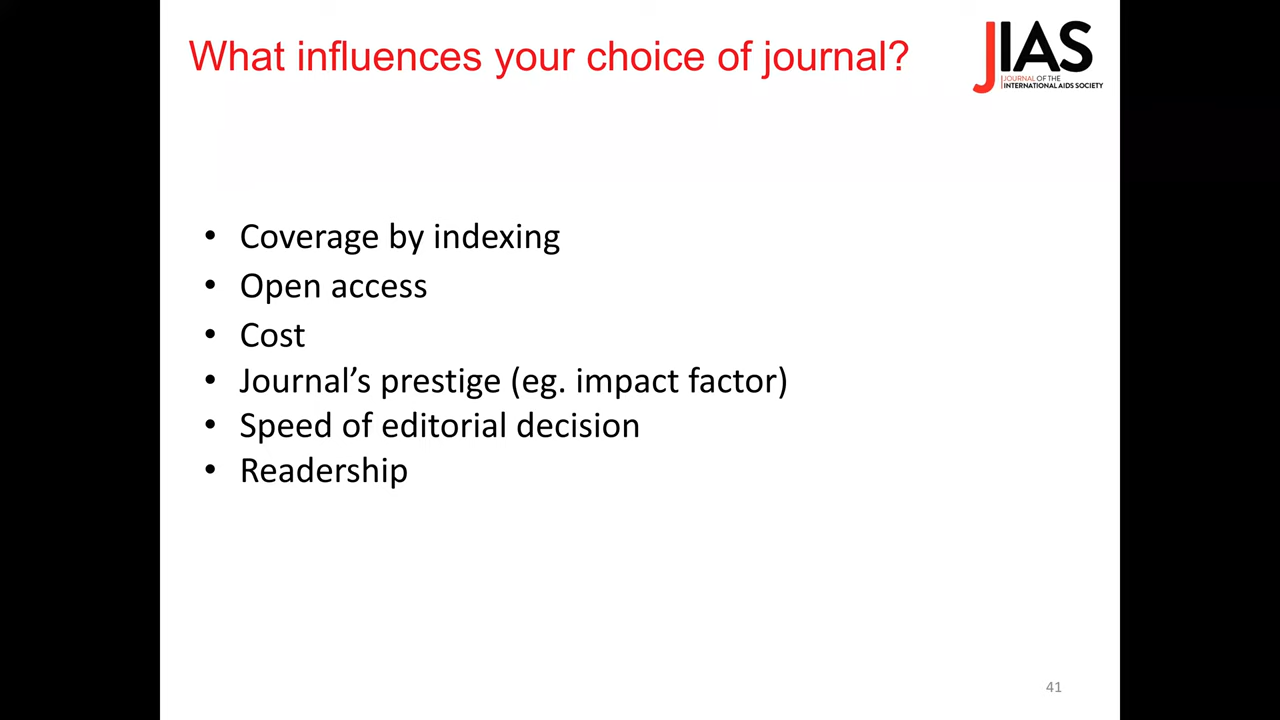 What influences your choice of journal?
JIAS
JOURNAL OF THE
INTERNATIONAL AIDS SOCIETY
• Coverage by indexing
• Open access
• Cost
• Journal’s prestige (eg. impact factor)
• Speed of editorial decision
• Readership
41